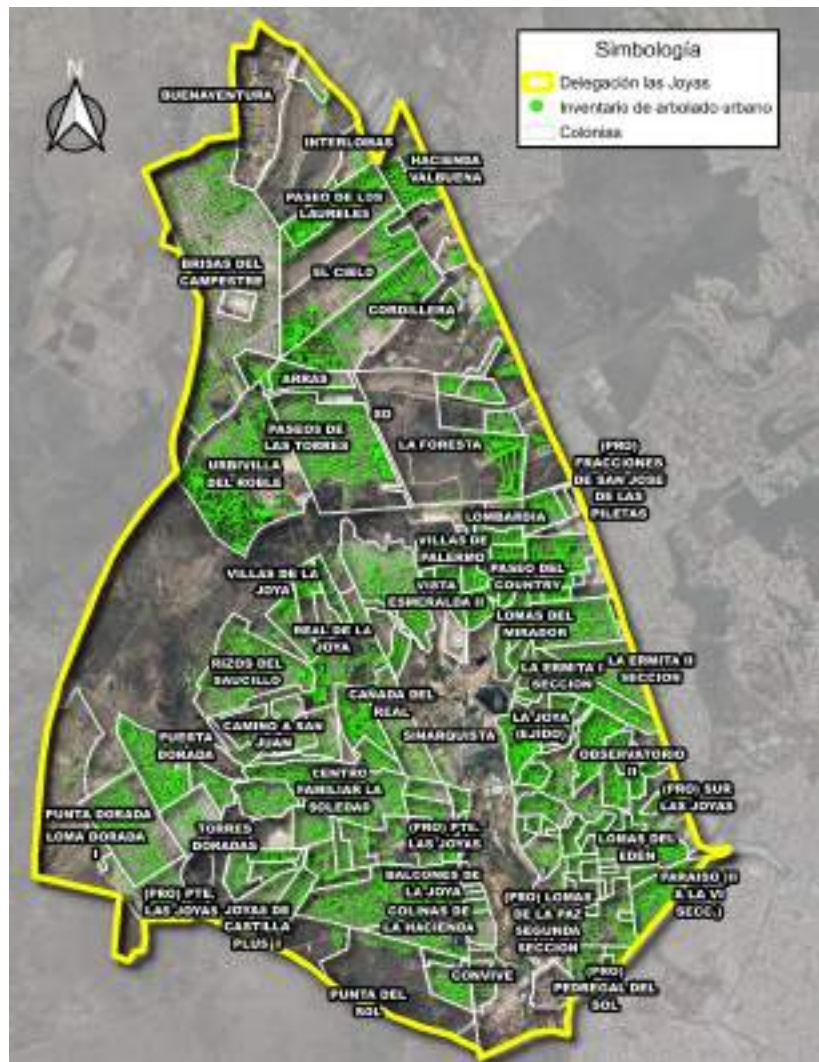 Simbología
Delegación las Joyas
Inventario de arbolado urbano
Colonias
N
BUENAVENTURA
INTERLOMAS
HACIENDA
VALBUENA
PASEO DE LOS
LAURELES
BRISAS DEL
CAMPESTRE
EL CIELO
CORDILLERA
ARRAS
SD
PASEOS DE
LAS TORRES
LA FORESTA
URBIVILLA
DEL ROBLE
(PRO)
FRACCIONES
DE SAN JOSE
DE LAS
PILETAS
LOMBARDIA
VILLAS DE
PALERMO
VILLAS DE LA
JOYA
PASEO DEL
COUNTRY
VISTA
ESMERALDA II
LOMAS DEL
MIRADOR
REAL DE LA
JOYA
RIZOS DEL
SAUCILLO
LA ERMITA I
SECCION
LA ERMITA II
SECCION
CAÑADA DEL
REAL
CAMINO A SAN
JUAN
SINARQUISTA
LA JOYA
(EJIDO)
PUERTA
DORADA
OBSERVATORIO
II
CENTRO
FAMILIAR LA
SOLEDAD
(PRO) SUR
LAS JOYAS
PUNTA DORADA
LOMA DORADA
I
TORRES
DORADAS
(PRO) PTE.
LAS JOYAS
LOMAS DEL
EDEN
BALCONES DE
LA JOYA
PARAISO (II
A LA VI
SECC.)
(PRO) PTE.
LAS JOYAS
JOYAS DE
CASTILLA
PLUS I
COLINAS DE
LA HACIENDA
(PRO) LOMAS
DE LA PAZ
SEGUNDA
SECCION
CONVIVE
(PRO)
PEDREGAL DEL
SOL
PUNTA DEL
SOL